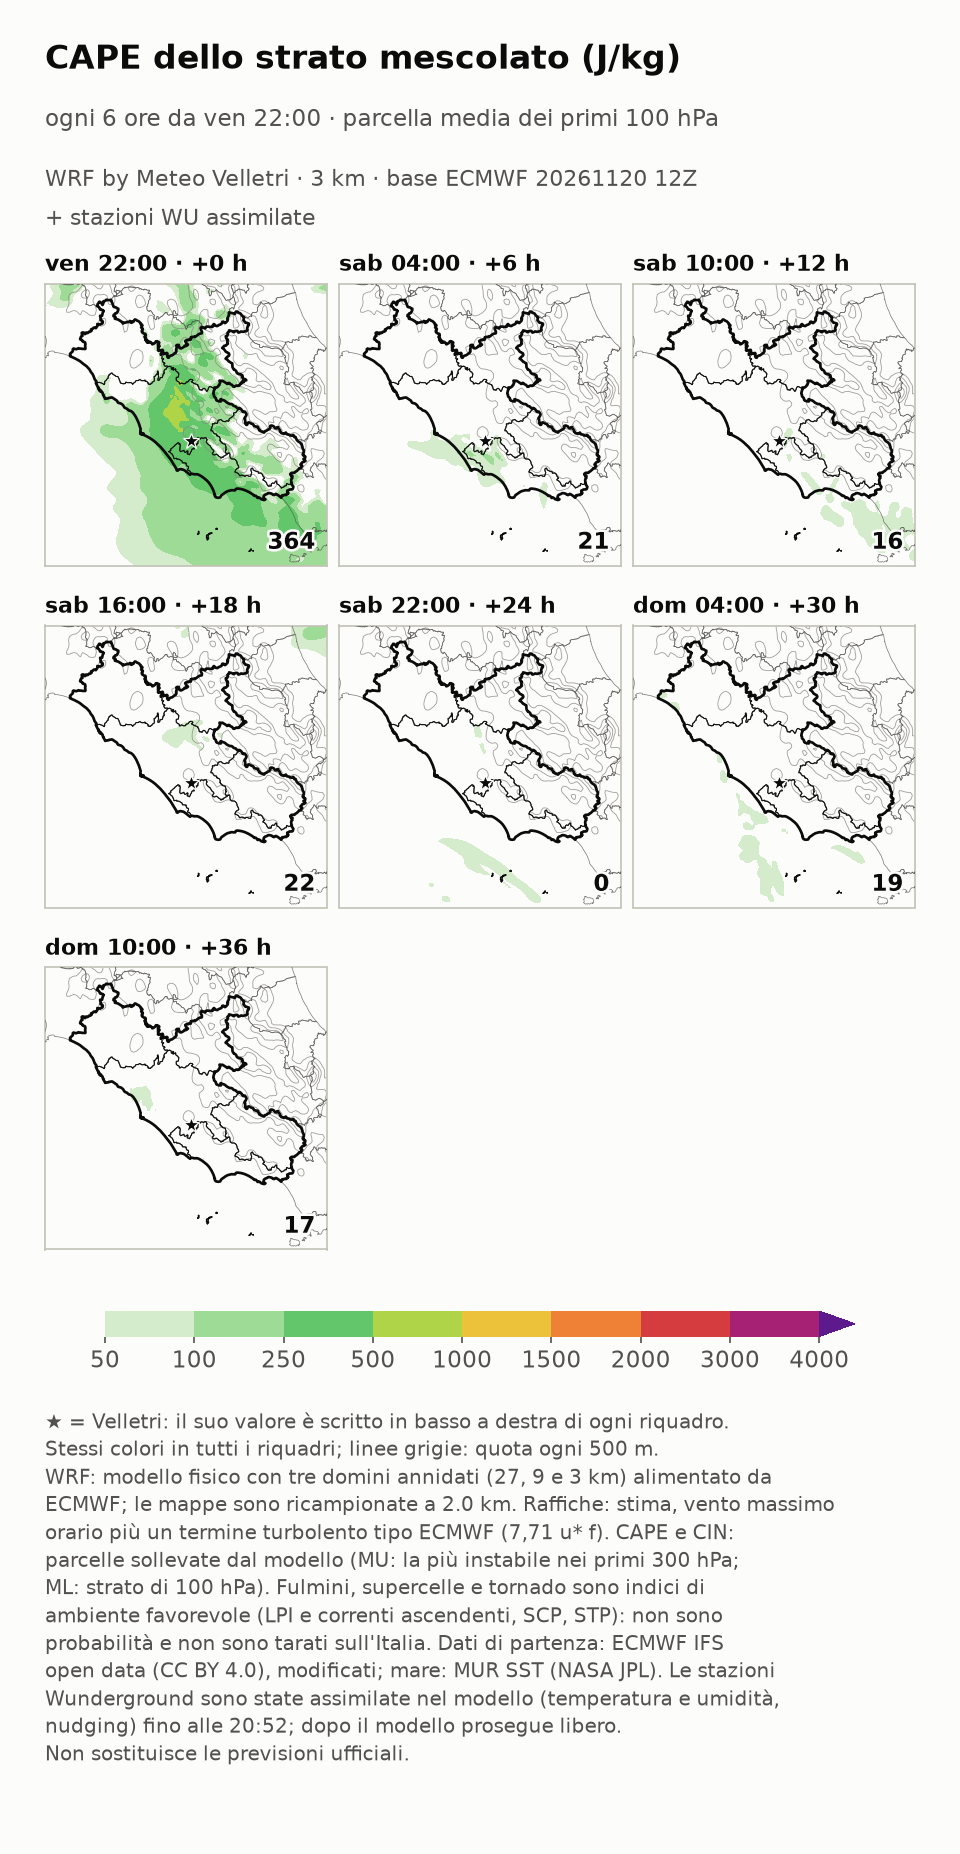 CAPE dello strato mescolato (J/kg)
ogni 6 ore da ven 22:00 · parcella media dei primi 100 hPa
WRF by Meteo Velletri · 3 km · base ECMWF 20261120 12Z
+ stazioni WU assimilate
ven 22:00 · +0 h
364
sab 04:00 · +6 h
21
sab 10:00 · +12 h
16
sab 16:00 · +18 h
22
sab 22:00 · +24 h
0
dom 04:00 · +30 h
19
dom 10:00 · +36 h
17
50 100 250 500 1000 1500 2000 3000 4000
★ = Velletri: il suo valore è scritto in basso a destra di ogni riquadro.
Stessi colori in tutti i riquadri; linee grigie: quota ogni 500 m.
WRF: modello fisico con tre domini annidati (27, 9 e 3 km) alimentato da
ECMWF; le mappe sono ricampionate a 2.0 km. Raffiche: stima, vento massimo
orario più un termine turbolento tipo ECMWF (7,71 u* f). CAPE e CIN:
parcelle sollevate dal modello (MU: la più instabile nei primi 300 hPa;
ML: strato di 100 hPa). Fulmini, supercelle e tornado sono indici di
ambiente favorevole (LPI e correnti ascendenti, SCP, STP): non sono
probabilità e non sono tarati sull'Italia. Dati di partenza: ECMWF IFS
open data (CC BY 4.0), modificati; mare: MUR SST (NASA JPL). Le stazioni
Wunderground sono state assimilate nel modello (temperatura e umidità,
nudging) fino alle 20:52; dopo il modello prosegue libero.
Non sostituisce le previsioni ufficiali.